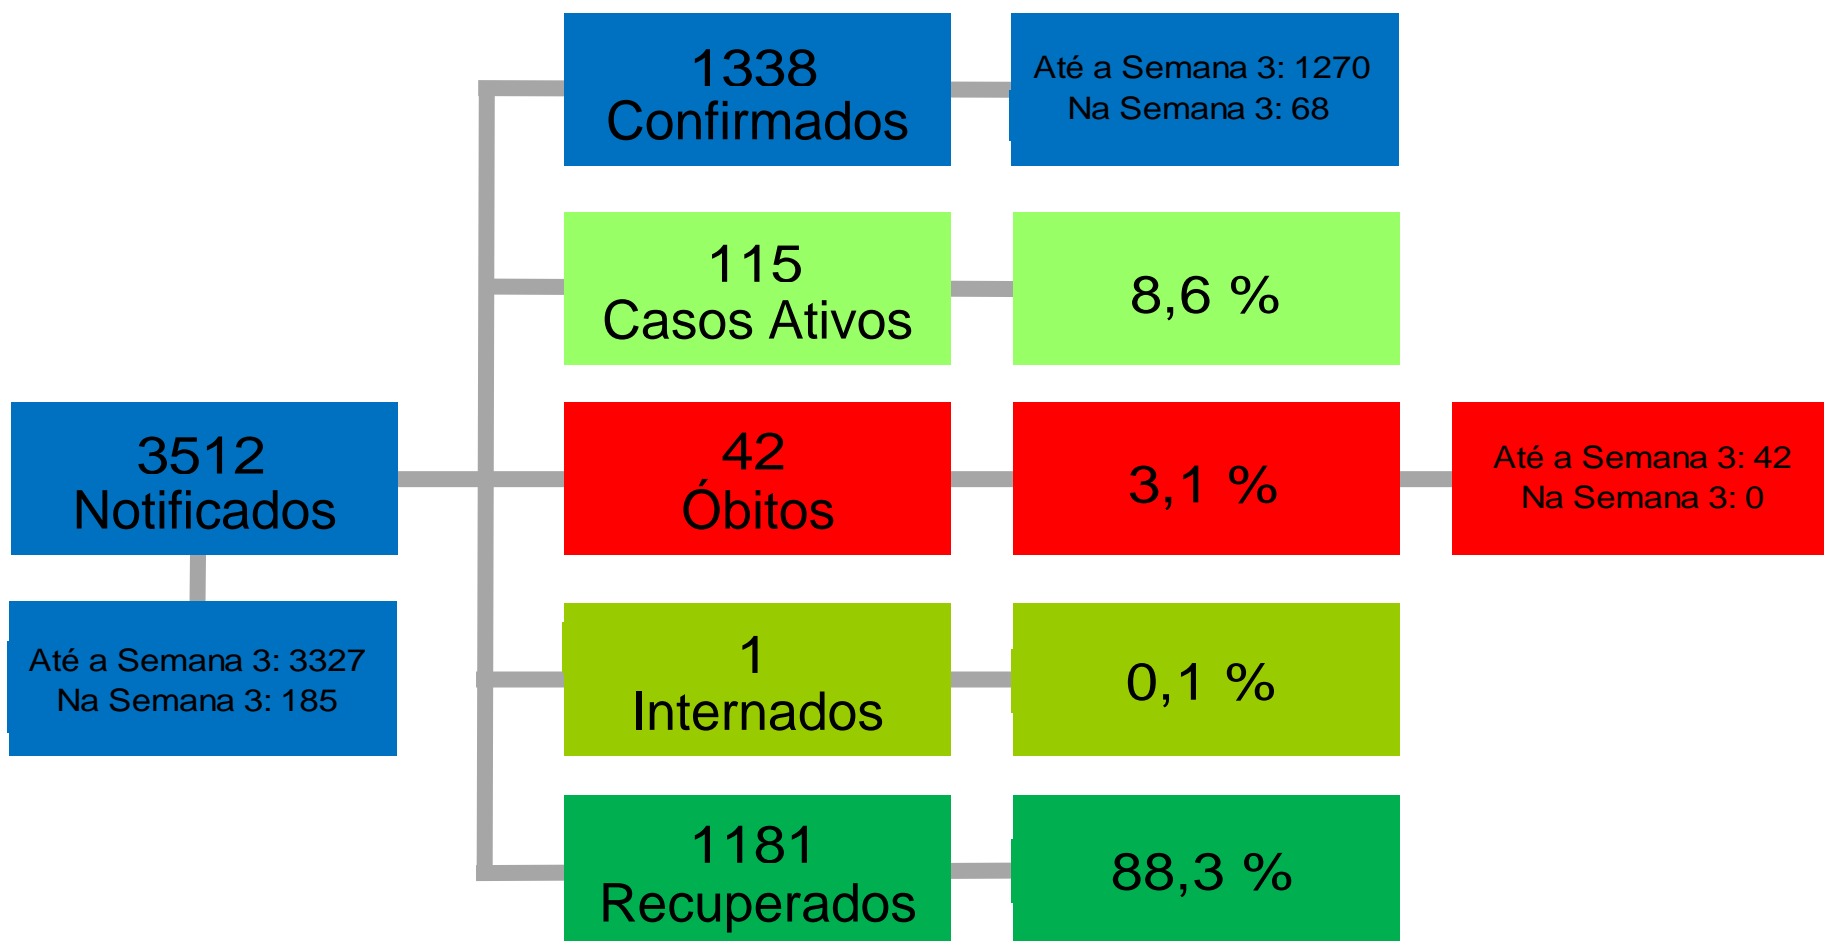 3512
Notificados
Até a Semana 3: 3327
Na Semana 3: 185
1338
Confirmados
Até a Semana 3: 1270
Na Semana 3: 68
115
Casos Ativos
8,6 %
42
Óbitos
3,1 %
Até a Semana 3: 42
Na Semana 3: 0
1
Internados
0,1 %
1181
Recuperados
88,3 %